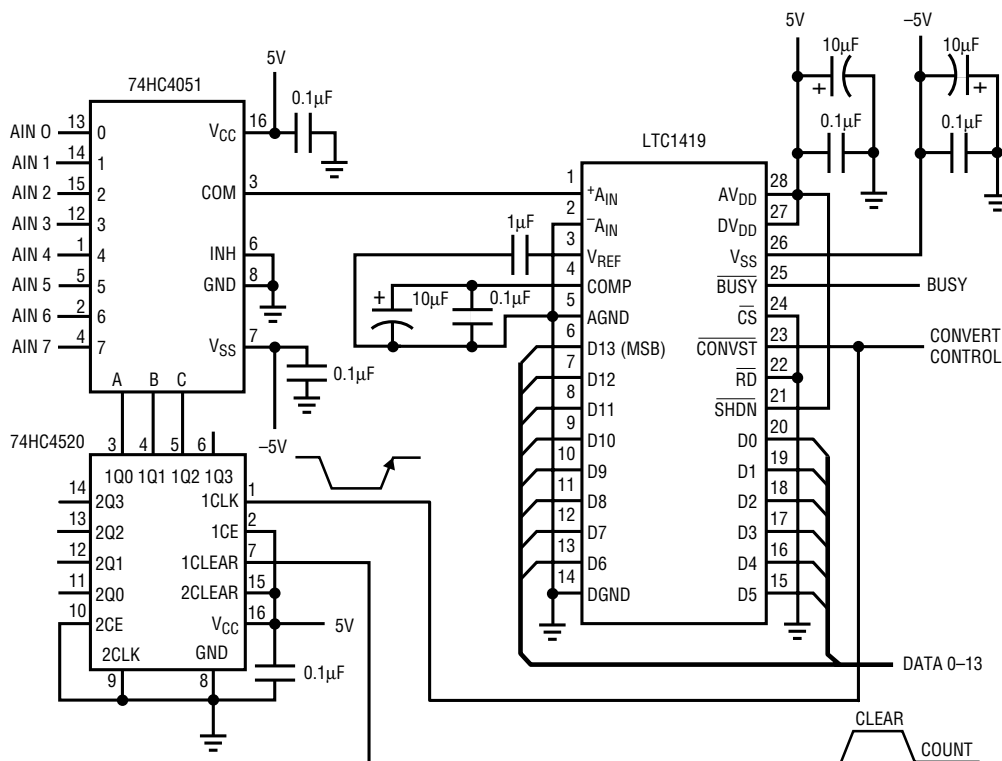 5V
-5V
10µF
10µF
+
+
0.1µF
0.1µF
74HC4051
5V
0.1µF
AIN 0 13 0
AIN 1 14 1
AIN 2 15 2
AIN 3 12 3
AIN 4 1 4
AIN 5 5 5
AIN 6 2 6
AIN 7 4 7
VCC 16
COM 3
INH 6
GND 8
VSS 7
A B C
0.1µF
-5V
LTC1419
1 +AIN
2 -AIN
3 VREF
4 COMP
5 AGND
6 D13 (MSB)
7 D12
8 D11
9 D10
10 D9
11 D8
12 D7
13 D6
14 DGND
AVDD 28
DVDD 27
VSS 26
BUSY 25
CS 24
CONVST 23
RD 22
SHDN 21
D0 20
D1 19
D2 18
D3 17
D4 16
D5 15
1µF
+
10µF
0.1µF
BUSY
CONVERT
CONTROL
DATA 0–13
74HC4520
3 4 5 6
1Q0 1Q1 1Q2 1Q3
14 2Q3
13 2Q2
12 2Q1
11 2Q0
10 2CE
1CLK 1
1CE 2
1CLEAR 7
2CLEAR 15
VCC 16
5V
2CLK GND
9 8
0.1µF
CLEAR
COUNT